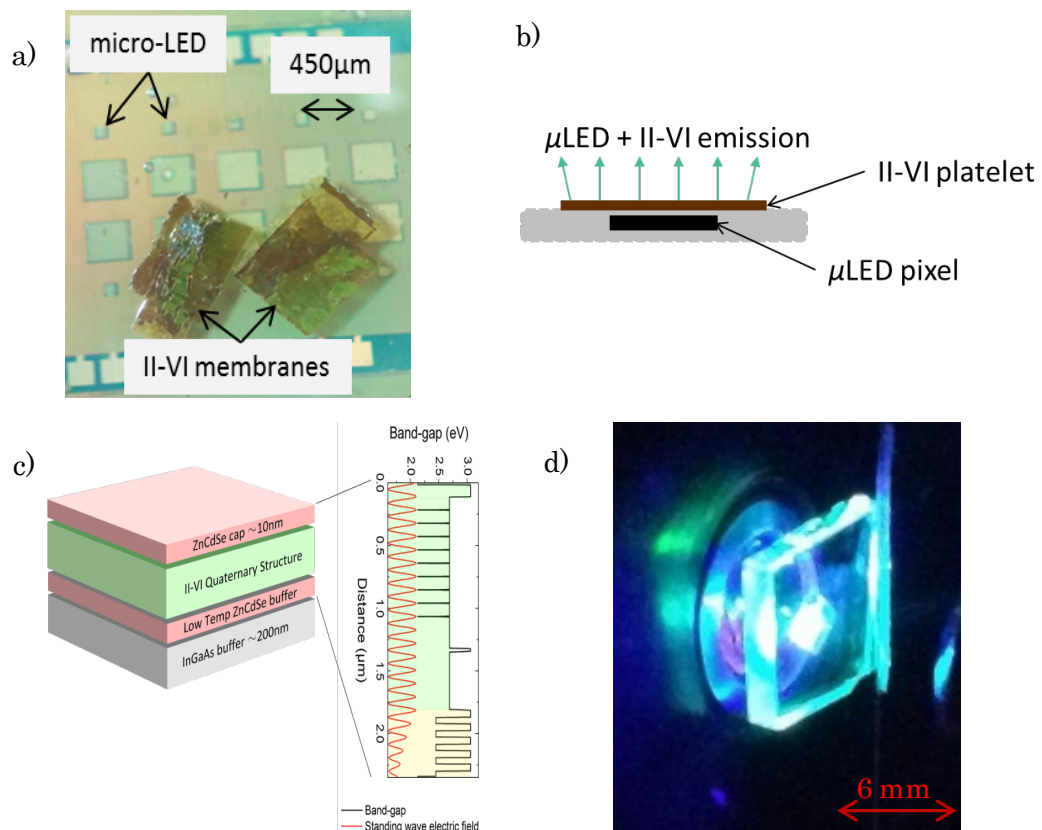 a)
micro-LED
450µm
II-VI membranes
b)
µLED + II-VI emission
II-VI platelet
µLED pixel
c)
ZnCdSe cap ~10nm
II-VI Quaternary Structure
Low Temp ZnCdSe buffer
InGaAs buffer ~200nm
Band-gap (eV)
2.0 2.5 3.0
0.0
0.5
1.0
1.5
2.0
Distance (µm)
Band-gap
Standing wave electric field
d)
6 mm